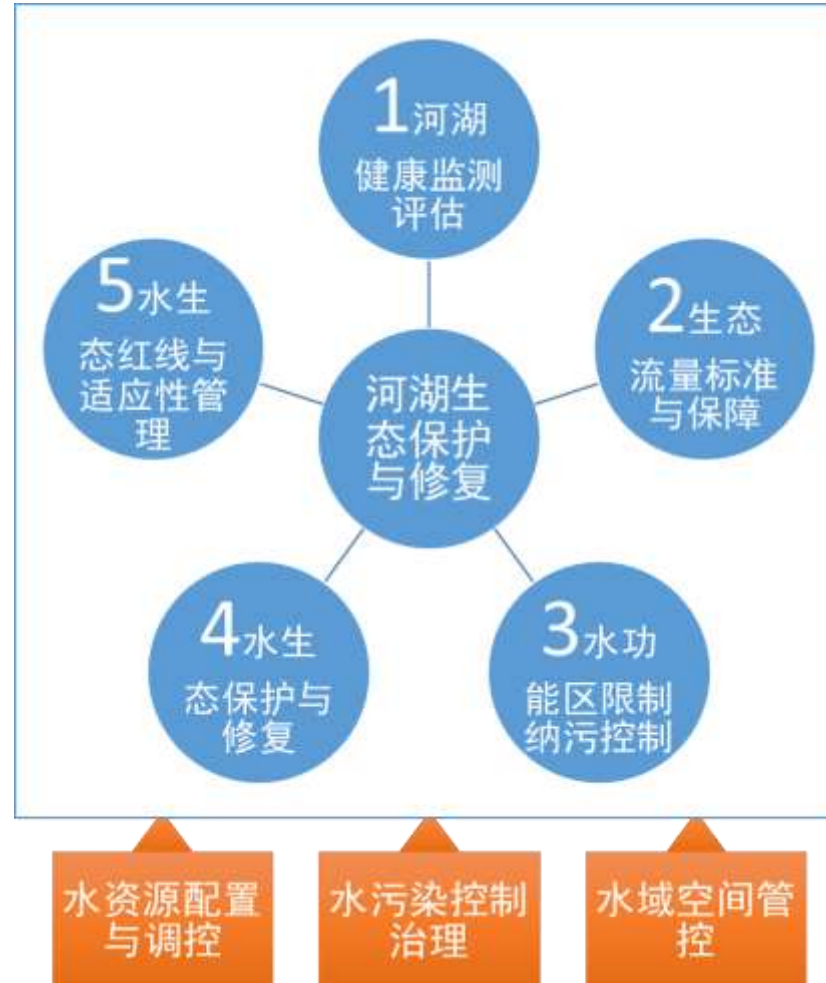 1河湖
健康监测
评估
2生态
流量标准
与保障
3水功
能区限制
纳污控制
4水生
态保护与
修复
5水生
态红线与
适应性管
理
河湖生
态保护
与修复
水资源配置
与调控
水污染控制
治理
水域空间管
控